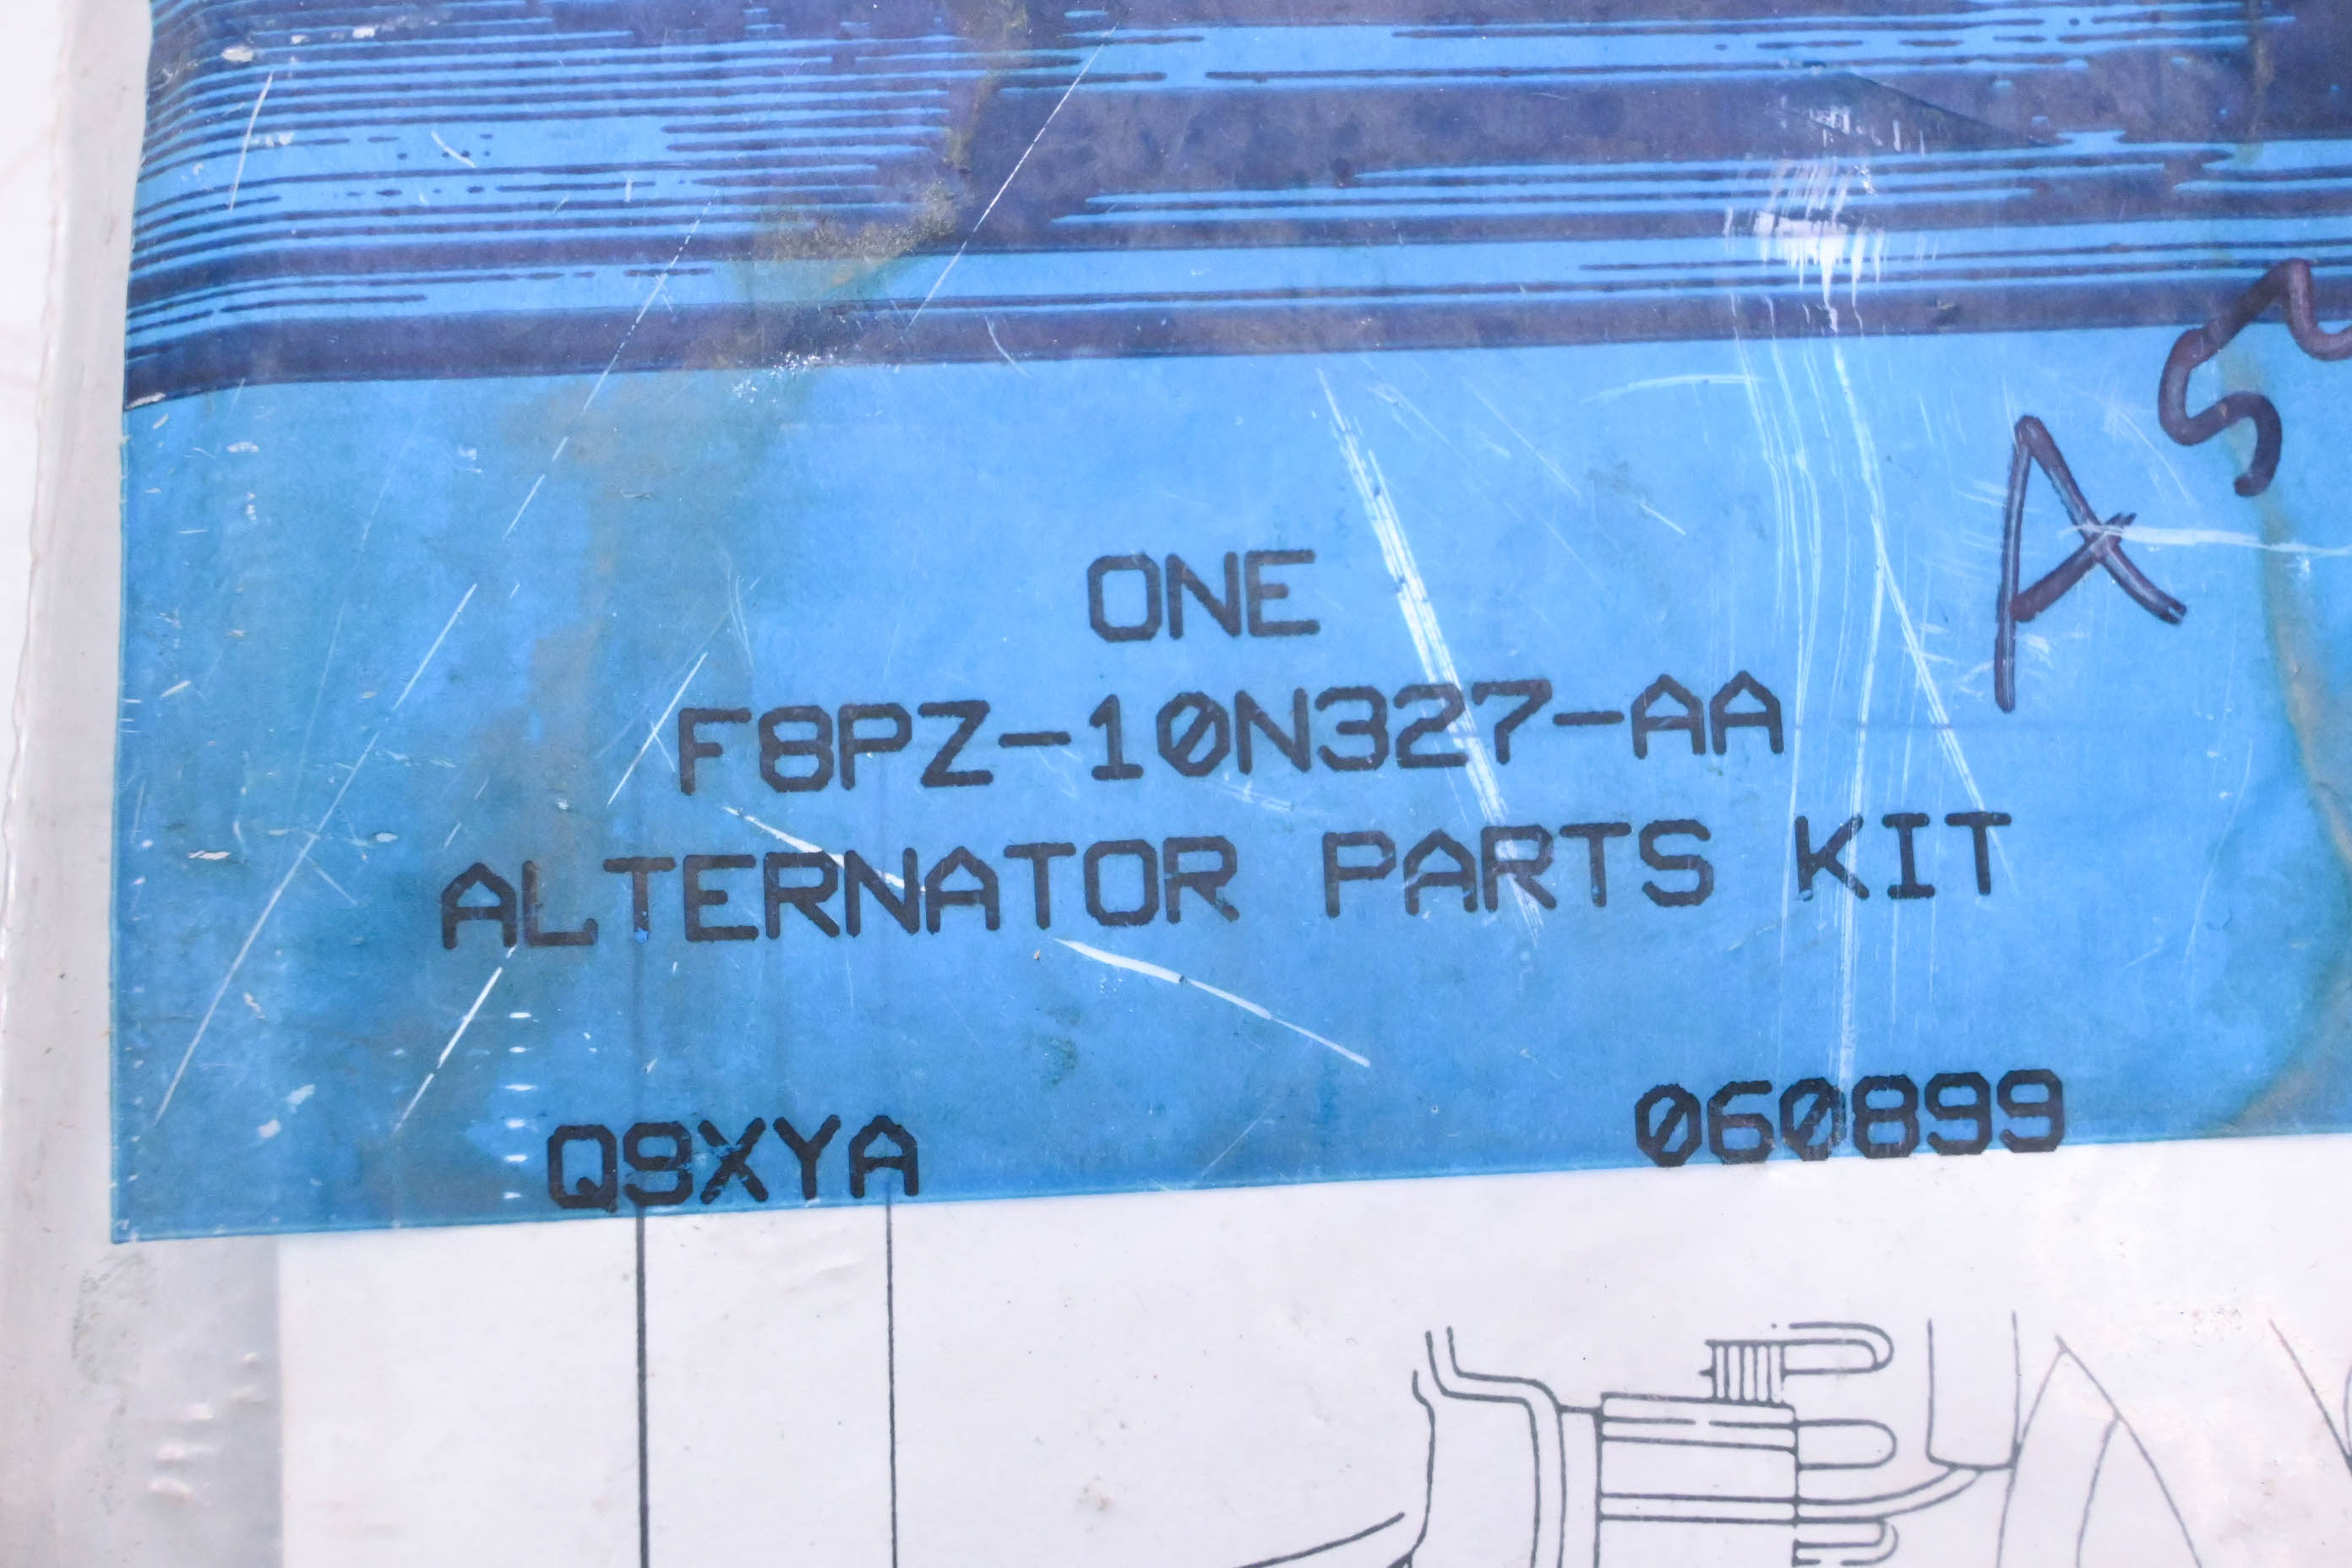 ONE
F8PZ-10N327-AA
ALTERNATOR PARTS KIT
Q9XYA 060899